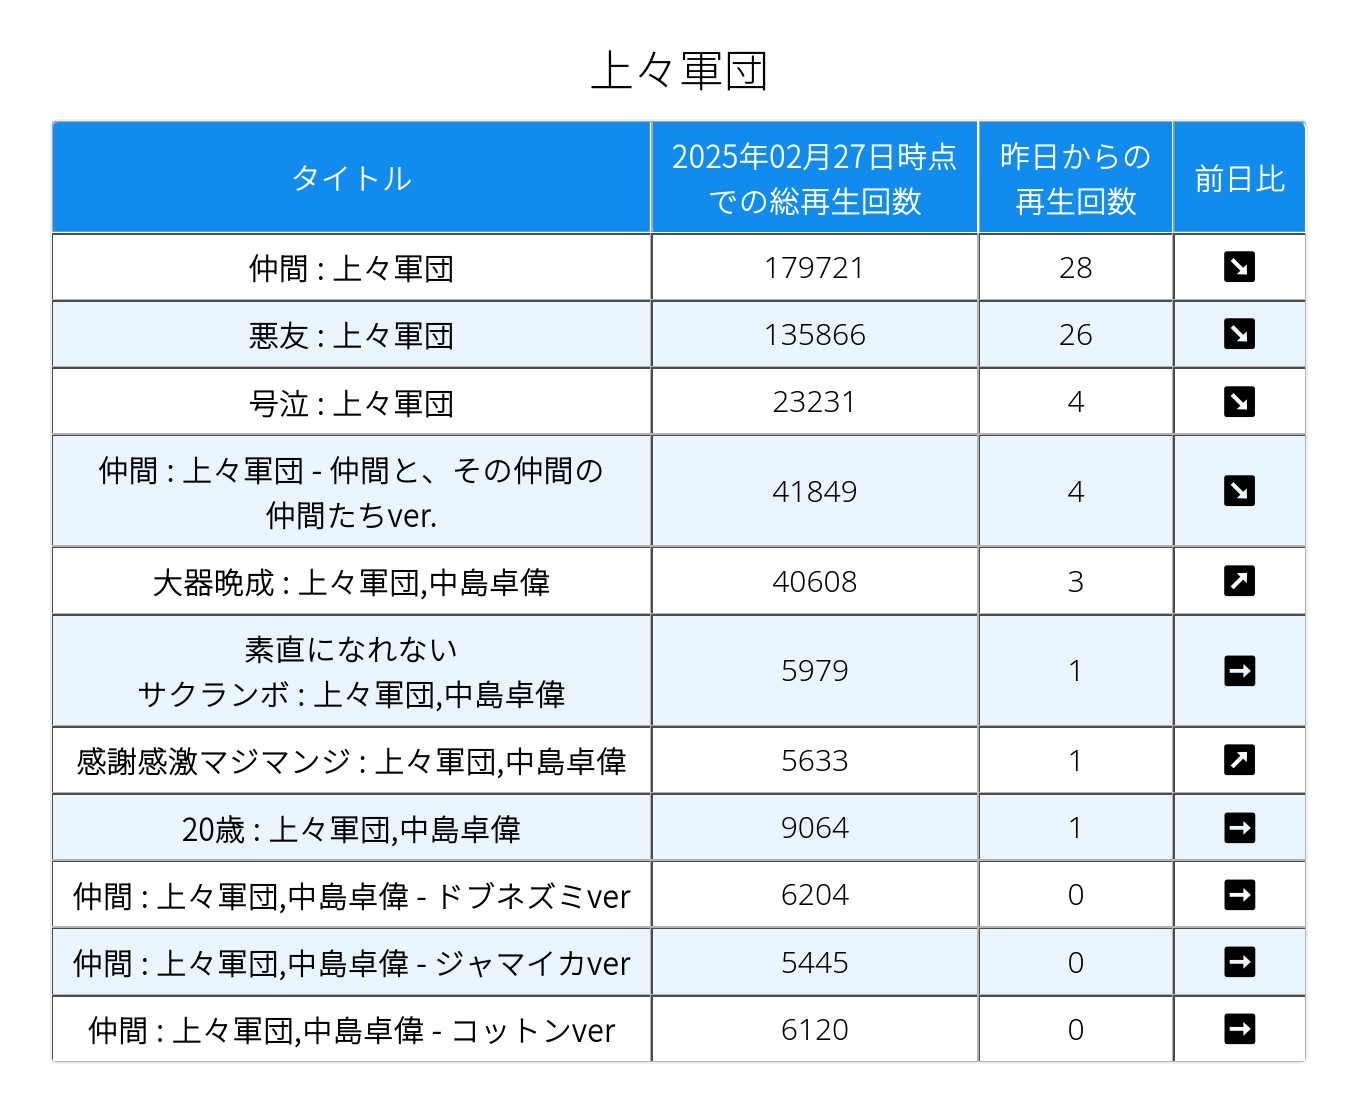 上々軍団
タイトル
2025年02月27日時点
での総再生回数
昨日からの
再生回数
前日比
仲間 : 上々軍団
179721
28
↘
悪友 : 上々軍団
135866
26
↘
号泣 : 上々軍団
23231
4
↘
仲間 : 上々軍団 - 仲間と、その仲間の
仲間たちver.
41849
4
↘
大器晩成 : 上々軍団,中島卓偉
40608
3
↗
素直になれない
サクランボ : 上々軍団,中島卓偉
5979
1
→
感謝感激マジマンジ : 上々軍団,中島卓偉
5633
1
↗
20歳 : 上々軍団,中島卓偉
9064
1
→
仲間 : 上々軍団,中島卓偉 - ドブネズミver
6204
0
→
仲間 : 上々軍団,中島卓偉 - ジャマイカver
5445
0
→
仲間 : 上々軍団,中島卓偉 - コットンver
6120
0
→